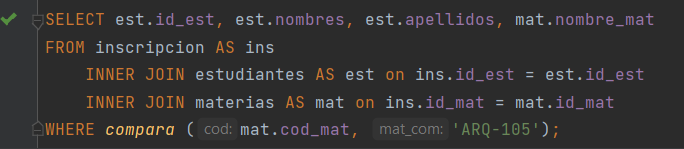 SELECT est.id_est, est.nombres, est.apellidos, mat.nombre_mat
FROM inscripcion AS ins
INNER JOIN estudiantes AS est on ins.id_est = est.id_est
INNER JOIN materias AS mat on ins.id_mat = mat.id_mat
WHERE compara ( cod: mat.cod_mat, mat_com: 'ARQ-105');